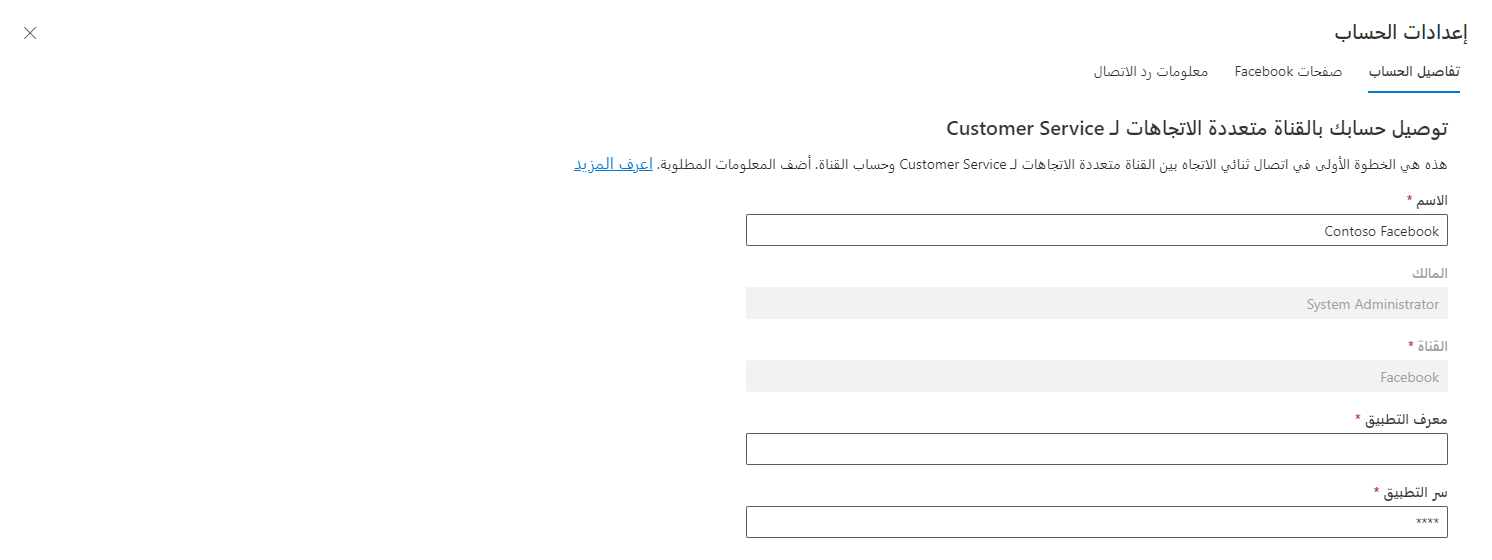 إعدادات الحساب
تفاصيل الحساب صفحات Facebook معلومات رد الاتصال
توصيل حسابك بالقناة متعددة الاتجاهات لـ Customer Service
هذه هي الخطوة الأولى في اتصال ثنائي الاتجاه بين القناة متعددة الاتجاهات لـ Customer Service وحساب القناة. أضف المعلومات المطلوبة. اعرف المزيد
الاسم *
Contoso Facebook
المالك
System Administrator
القناة *
Facebook
معرف التطبيق *
سر التطبيق *
****